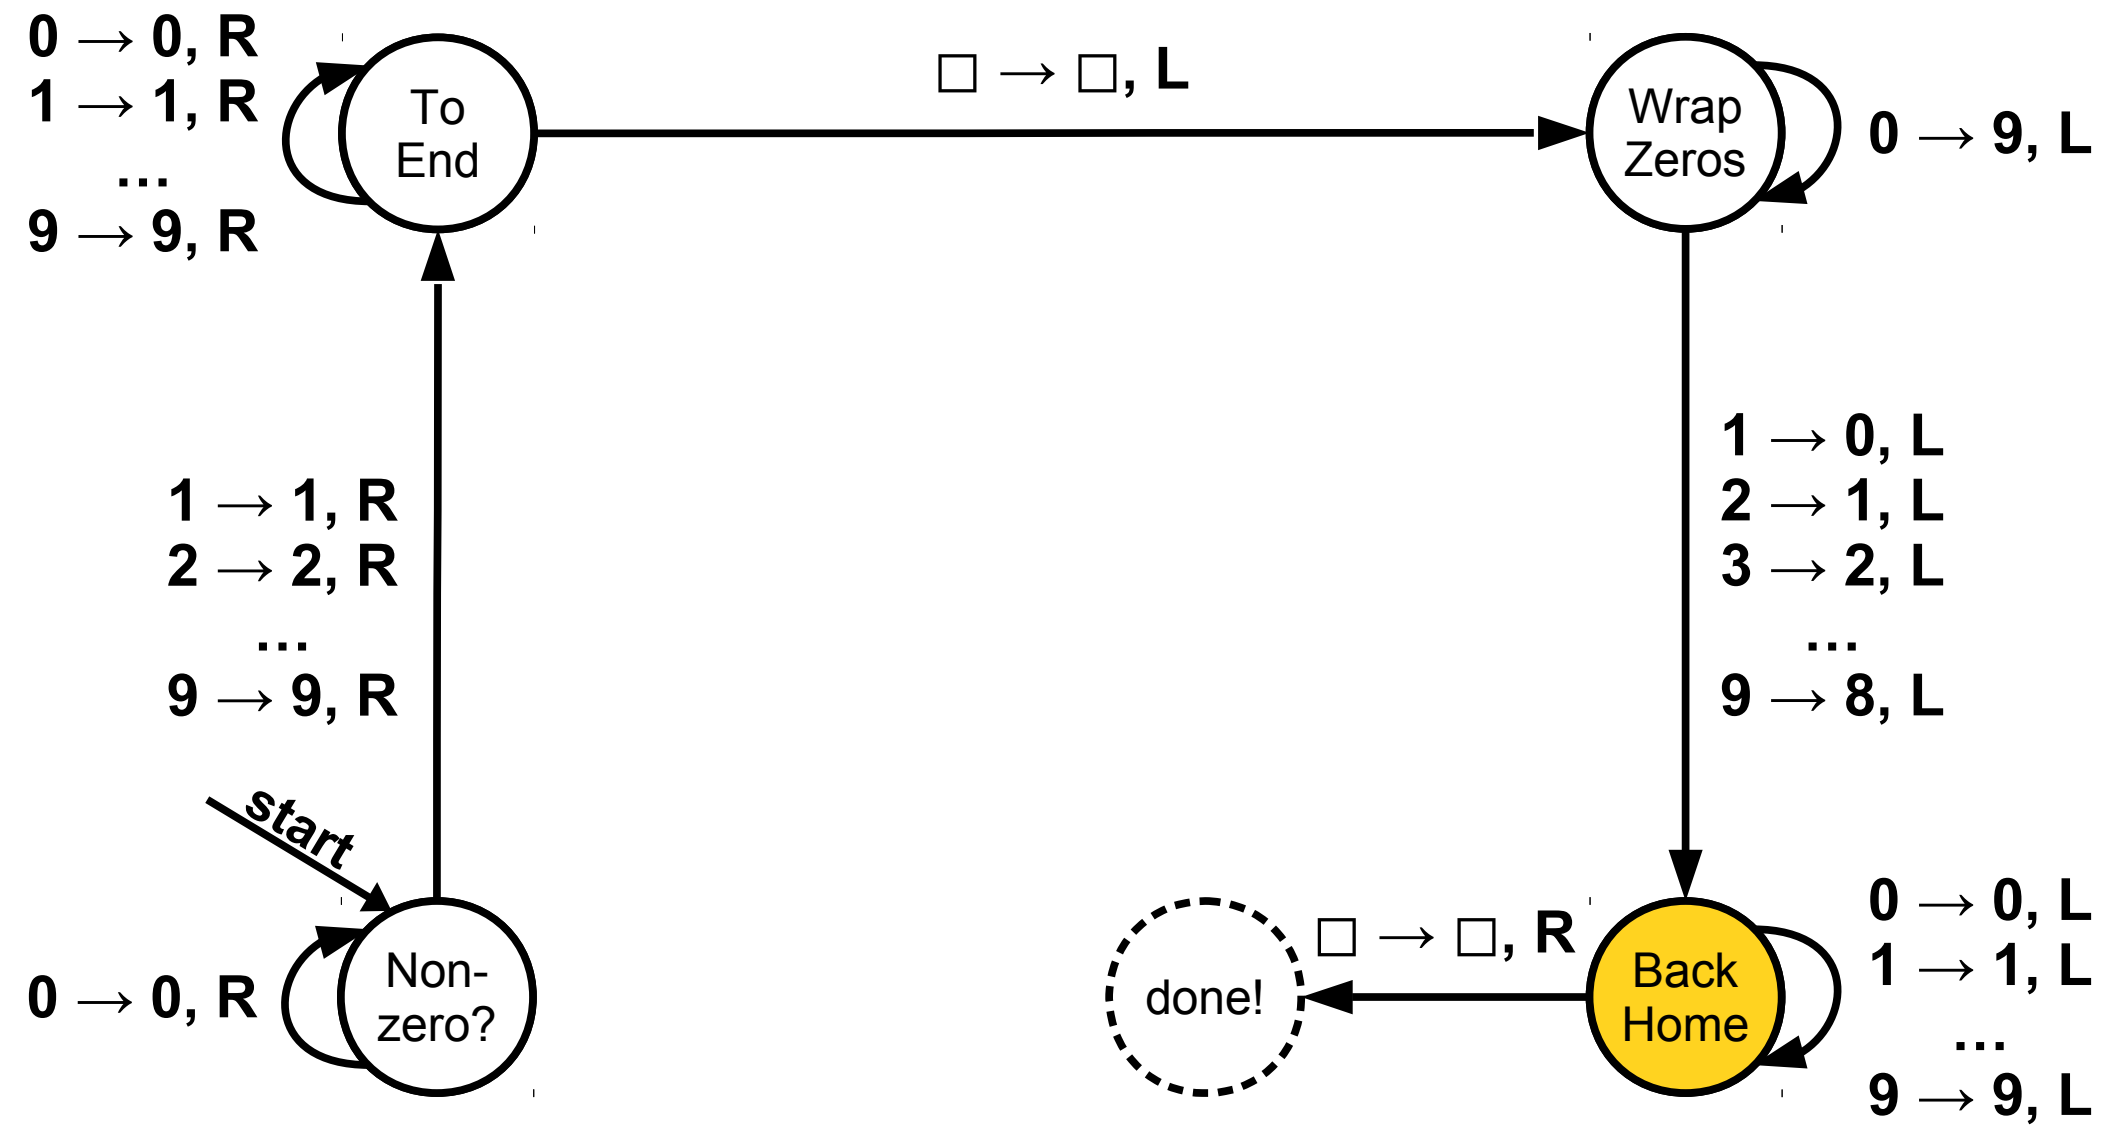 0 → 0, R
1 → 1, R
...
9 → 9, R
To
End
□ → □, L
Wrap
Zeros
0 → 9, L
1 → 1, R
2 → 2, R
...
9 → 9, R
1 → 0, L
2 → 1, L
3 → 2, L
...
9 → 8, L
start
0 → 0, R
Non-
zero?
done!
□ → □, R
Back
Home
0 → 0, L
1 → 1, L
...
9 → 9, L